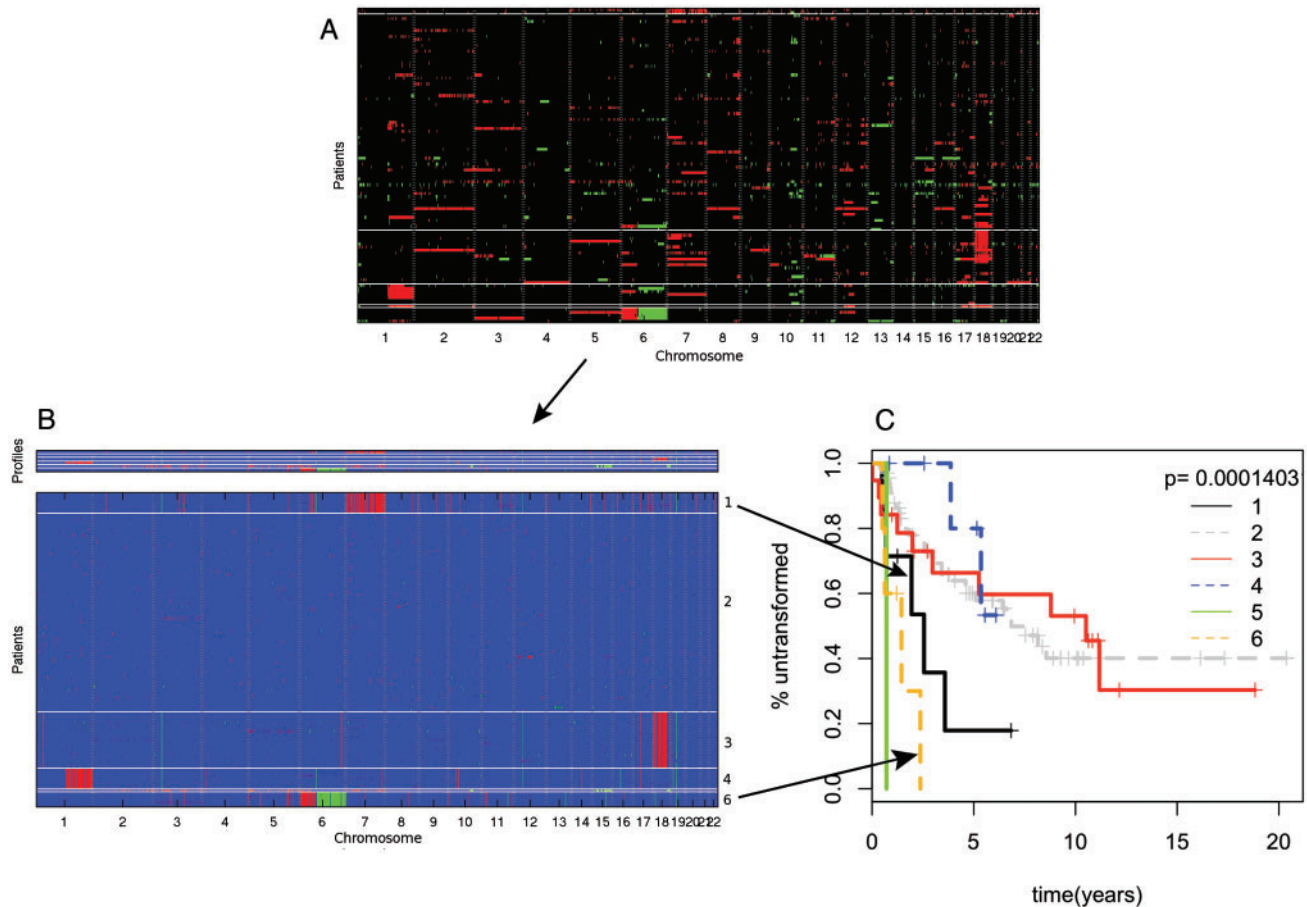 A
Patients
1 2 3 4 5 6 7 8 9 10 11 12 13 14 15 16 17 18 19 20 21 22
Chromosome
B
Profiles
Patients
1
2
3
4
6
1 2 3 4 5 6 7 8 9 10 11 12 13 14 15 16 17 18 19 20 21 22
Chromosome
C
% untransformed
1.0
0.8
0.6
0.4
0.2
0.0
p= 0.0001403
1
2
3
4
5
6
0 5 10 15 20
time(years)